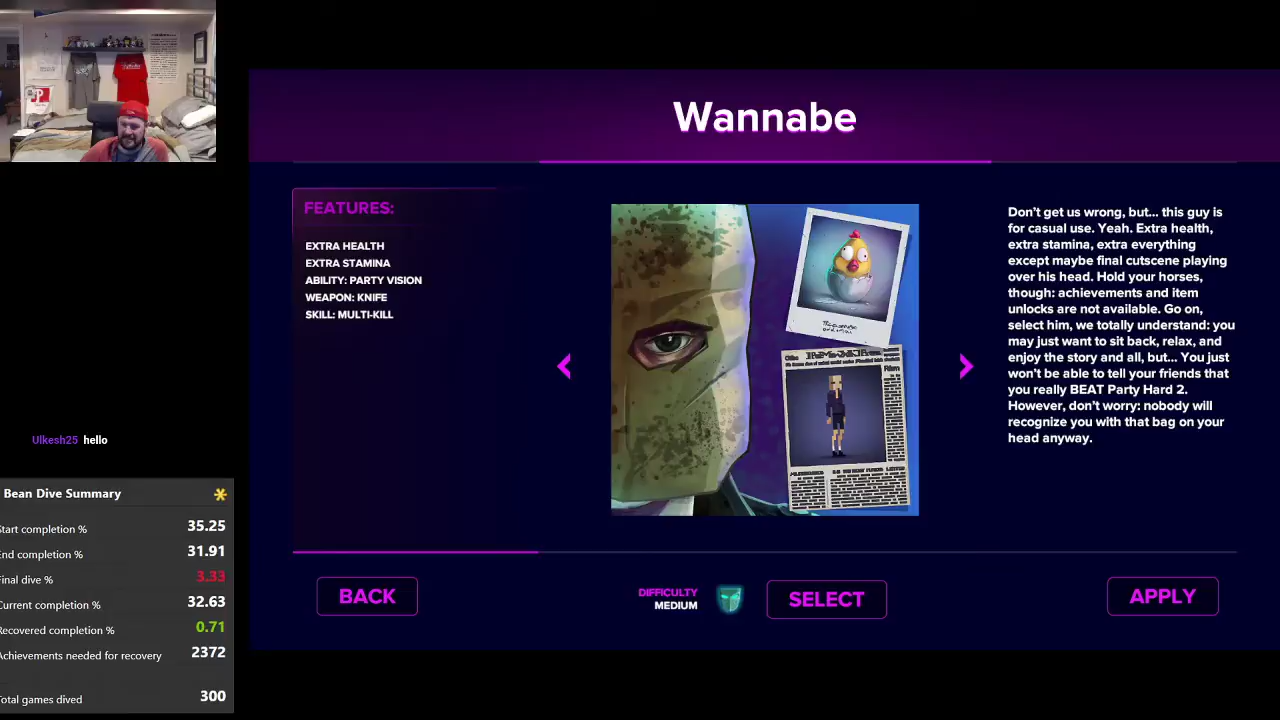 Wannabe
FEATURES:
EXTRA HEALTH
EXTRA STAMINA
ABILITY: PARTY VISION
WEAPON: KNIFE
SKILL: MULTI-KILL
Don't get us wrong, but... this guy is
for casual use. Yeah. Extra health,
extra stamina, extra everything
except maybe final cutscene playing
over his head. Hold your horses,
though: achievements and item
unlocks are not available. Go on,
select him, we totally understand: you
may just want to sit back, relax, and
enjoy the story and all, but... You just
won't be able to tell your friends that
you really BEAT Party Hard 2.
However, don't worry: nobody will
recognize you with that bag on your
head anyway.
BACK
DIFFICULTY
MEDIUM
SELECT
APPLY
Ulkesh25 hello
Bean Dive Summary
Start completion % 35.25
End completion % 31.91
Final dive % 3.33
Current completion % 32.63
Recovered completion % 0.71
Achievements needed for recovery 2372
Total games dived 300